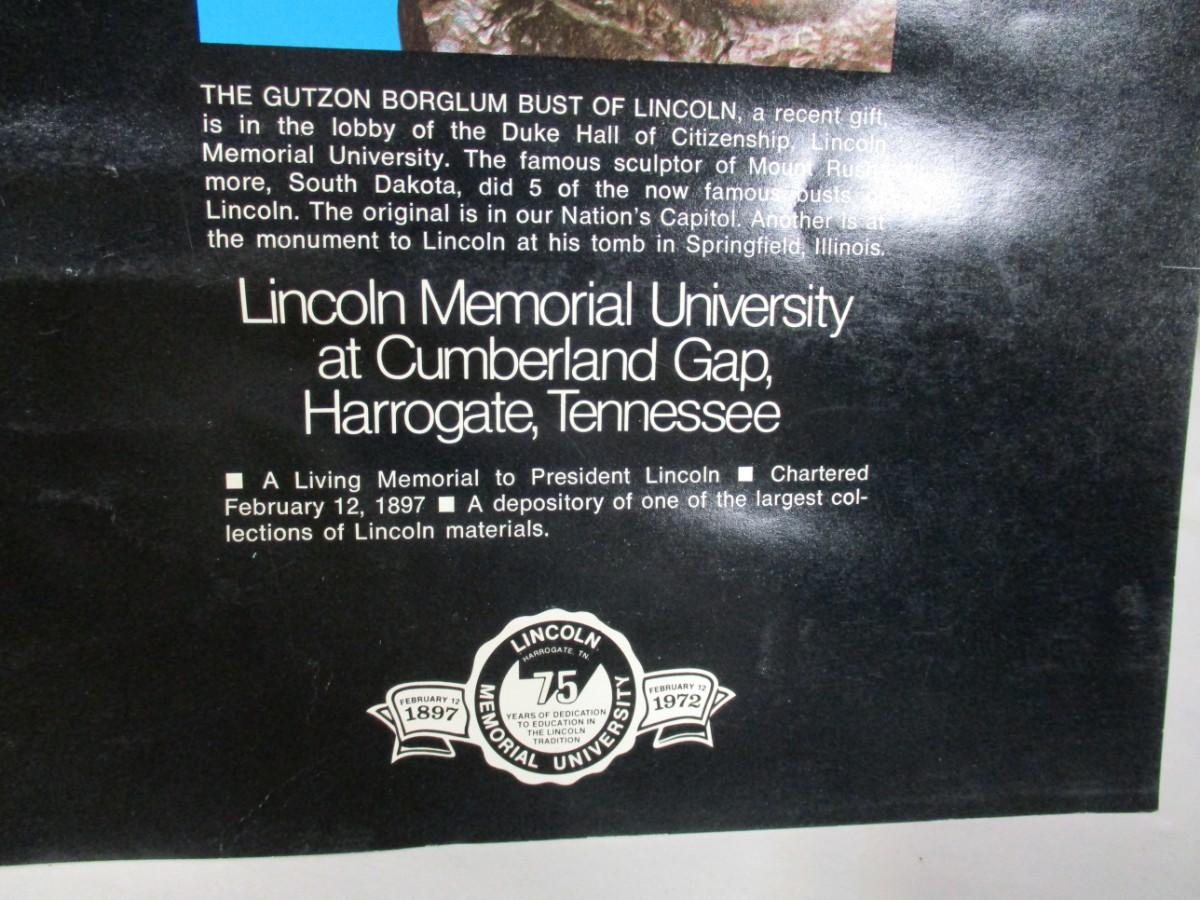 THE GUTZON BORGLUM BUST OF LINCOLN, a recent gift,
is in the lobby of the Duke Hall of Citizenship, Lincoln
Memorial University. The famous sculptor of Mount Rush-
more, South Dakota, did 5 of the now famous busts of
Lincoln. The original is in our Nation's Capitol. Another is at
the monument to Lincoln at his tomb in Springfield, Illinois.
Lincoln Memorial University
at Cumberland Gap,
Harrogate, Tennessee
■ A Living Memorial to President Lincoln ■ Chartered
February 12, 1897 ■ A depository of one of the largest col-
lections of Lincoln materials.
LINCOLN
HARROGATE, TN.
75
YEARS OF DEDICATION
TO EDUCATION IN
THE LINCOLN
TRADITION
MEMORIAL UNIVERSITY
FEBRUARY 12
1897
FEBRUARY 12
1972